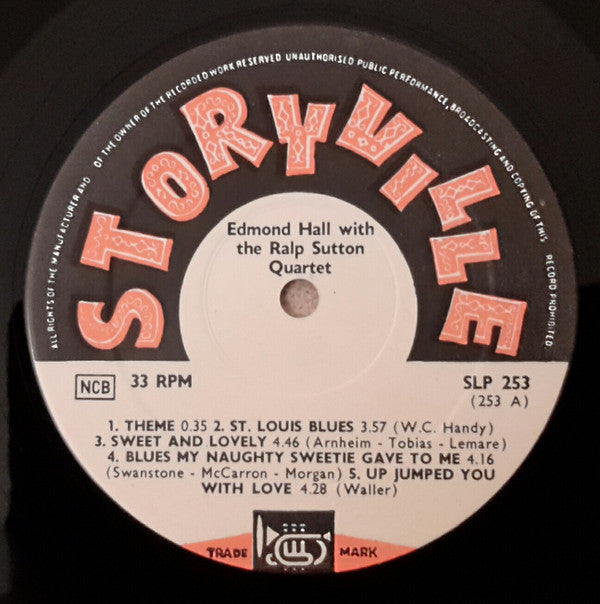 ALL RIGHTS OF THE MANUFACTURER AND OF THE OWNER OF THE RECORDED WORK RESERVED UNAUTHORISED PUBLIC PERFORMANCE, BROADCASTING AND COPYING OF THIS RECORD PROHIBITED
STORYVILLE
Edmond Hall with
the Ralp Sutton
Quartet
NCB 33 RPM SLP 253
(253 A)
1. THEME 0.35 2. ST. LOUIS BLUES 3.57 (W.C. Handy)
3. SWEET AND LOVELY 4.46 (Arnheim - Tobias - Lemare)
4. BLUES MY NAUGHTY SWEETIE GAVE TO ME 4.16
(Swanstone - McCarron - Morgan) 5. UP JUMPED YOU
WITH LOVE 4.28 (Waller)
TRADE MARK